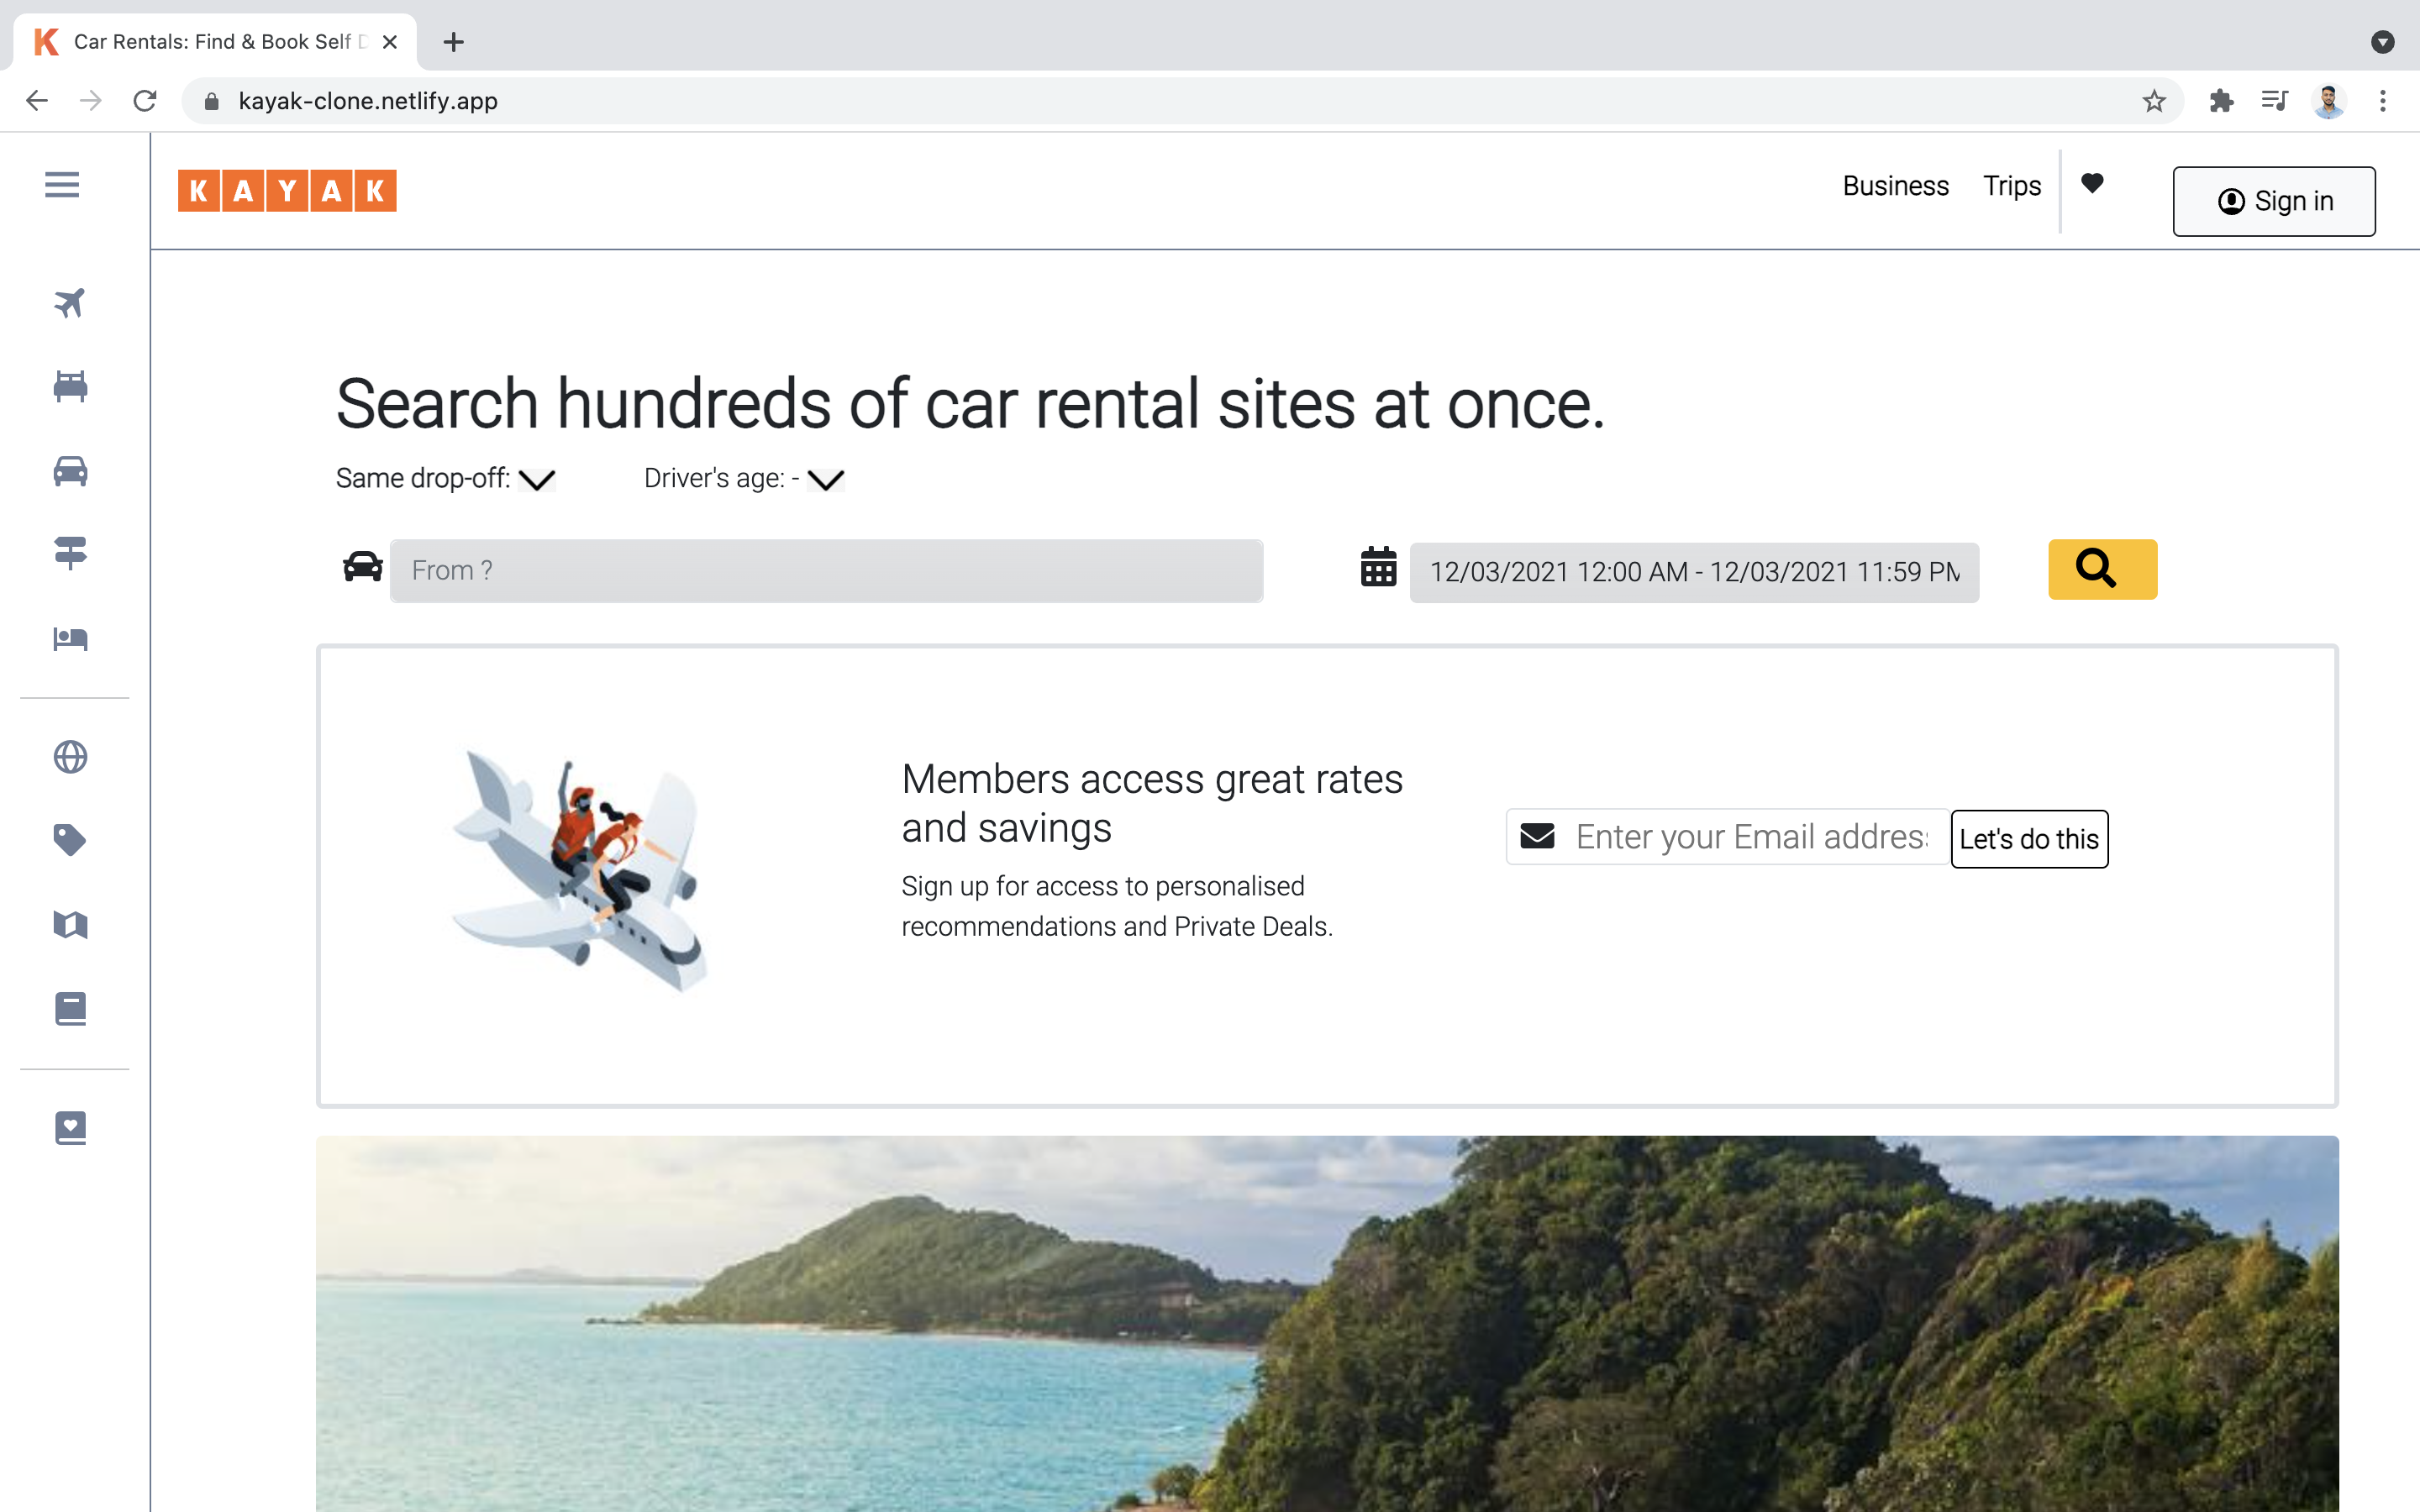 Car Rentals: Find & Book Self D
kayak-clone.netlify.app
KAYAK
Business
Trips
Sign in
Search hundreds of car rental sites at once.
Same drop-off:
Driver's age: -
From ?
12/03/2021 12:00 AM - 12/03/2021 11:59 PM
Members access great rates
and savings
Sign up for access to personalised
recommendations and Private Deals.
Enter your Email address
Let's do this